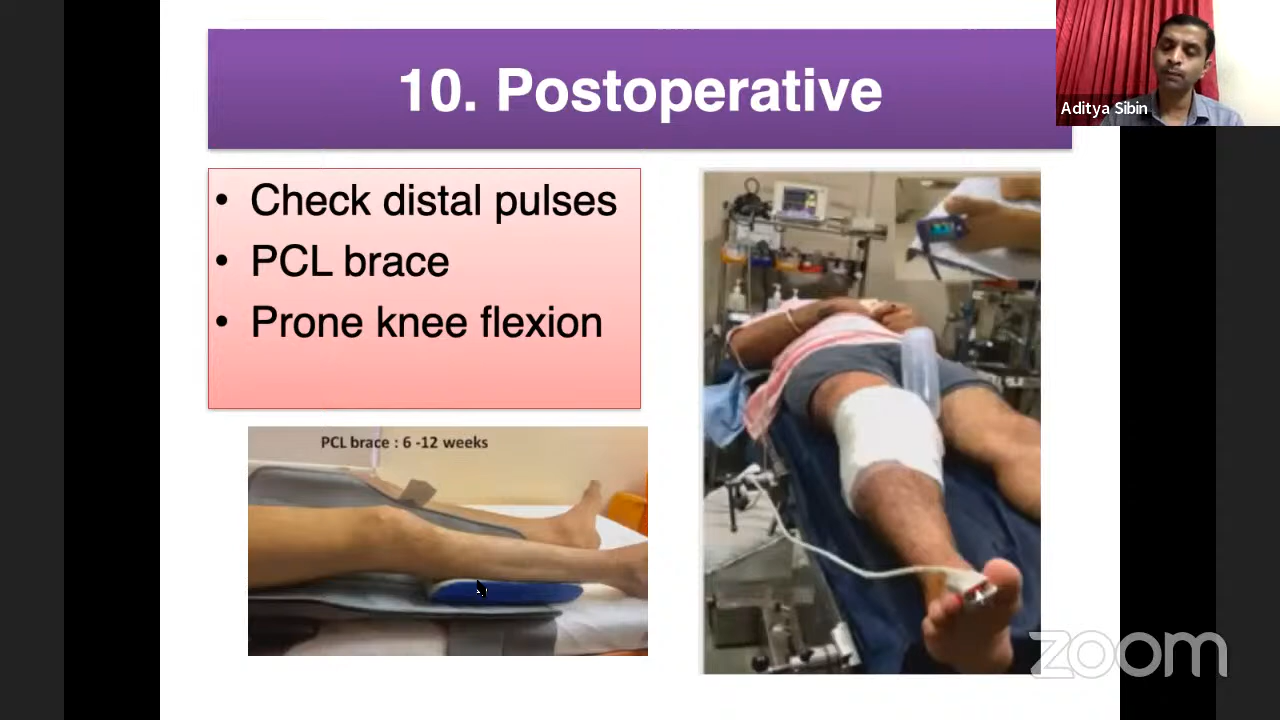 10. Postoperative
Aditya Sibin
• Check distal pulses
• PCL brace
• Prone knee flexion
PCL brace : 6 -12 weeks
zoom